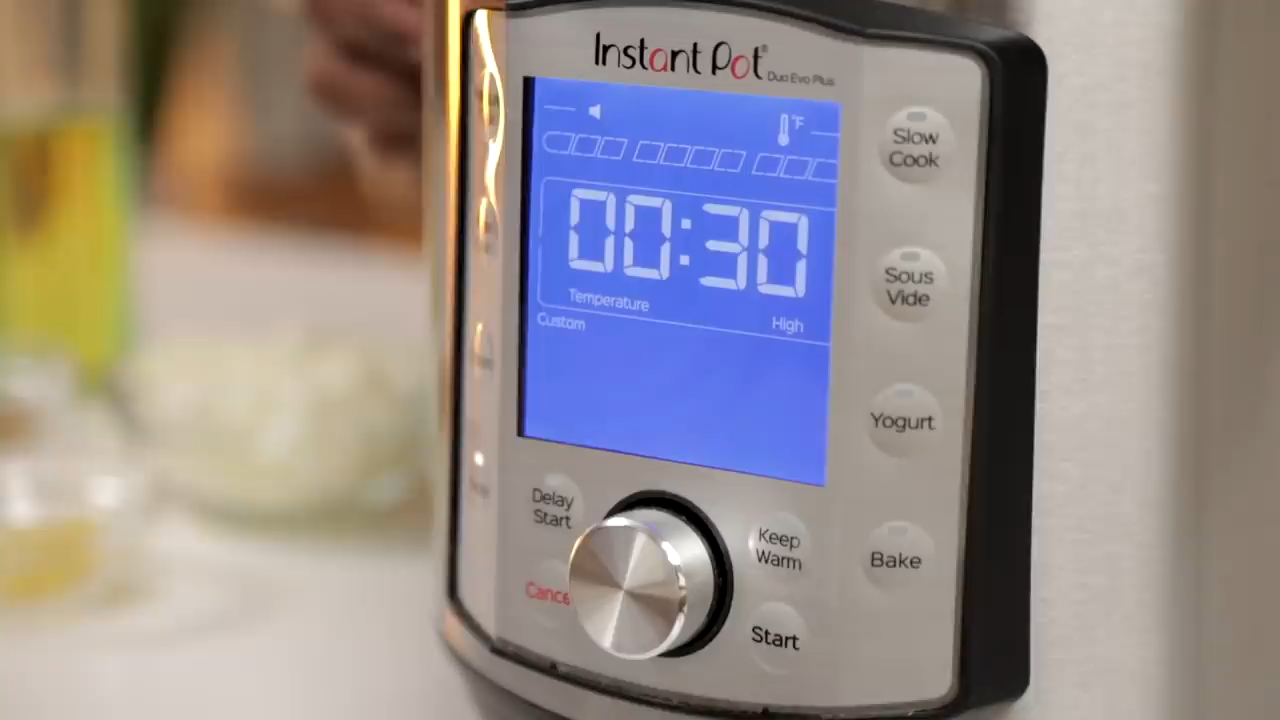 Instant Pot®
Duo Evo Plus
°F
00:30
Temperature
High
Custom
Slow
Cook
Sous
Vide
Yogurt
Bake
Delay
Start
Keep
Warm
Cance
Start